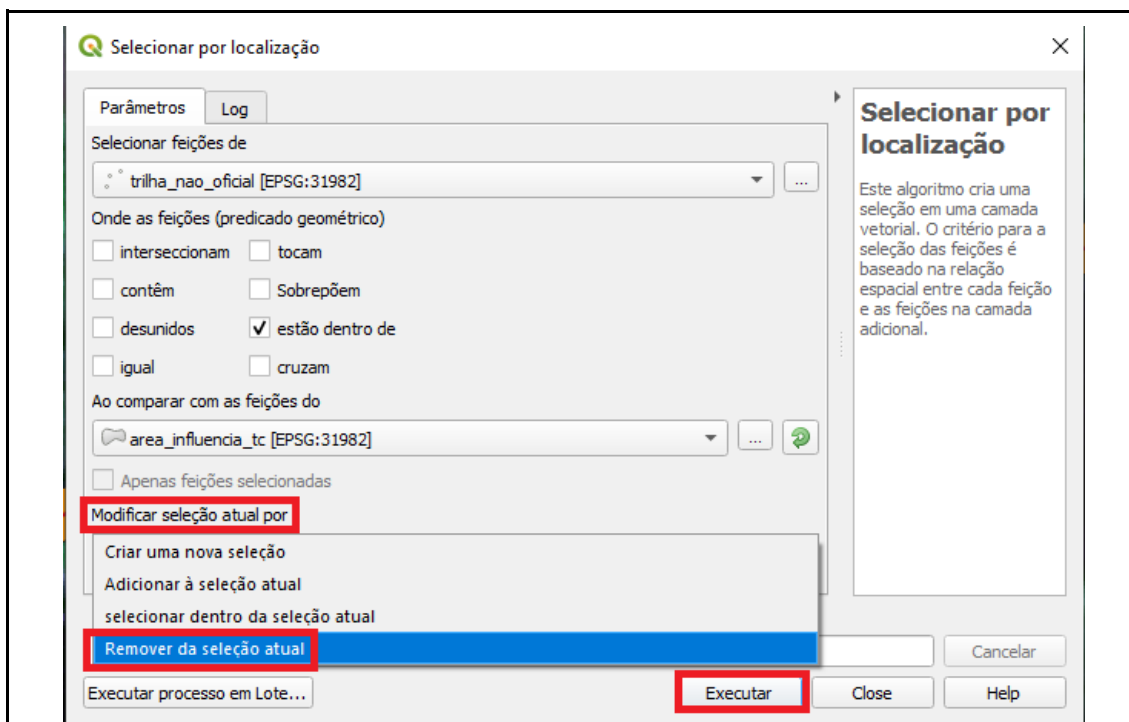 Selecionar por localização
Parâmetros Log
Selecionar feições de
trilha_nao_oficial [EPSG:31982]
...
Onde as feições (predicado geométrico)
interseccionam tocam
contêm Sobrepõem
desunidos estão dentro de
igual cruzam
Ao comparar com as feições do
area_influencia_tc [EPSG:31982]
...
Apenas feições selecionadas
Modificar seleção atual por
Criar uma nova seleção
Adicionar à seleção atual
selecionar dentro da seleção atual
Remover da seleção atual
Cancelar
Executar processo em Lote...
Executar
Close
Help
Selecionar por
localização
Este algoritmo cria uma
seleção em uma camada
vetorial. O critério para a
seleção das feições é
baseado na relação
espacial entre cada feição
e as feições na camada
adicional.